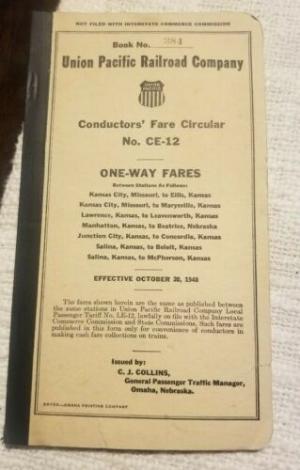 NOT FILED WITH INTERSTATE COMMERCE COMMISSION
Book No. 384
Union Pacific Railroad Company
Conductors' Fare Circular
No. CE-12
ONE-WAY FARES
Between Stations As Follows:
Kansas City, Missouri, to Ellis, Kansas
Kansas City, Missouri, to Marysville, Kansas
Lawrence, Kansas, to Leavenworth, Kansas
Manhattan, Kansas, to Beatrice, Nebraska
Junction City, Kansas, to Concordia, Kansas
Salina, Kansas, to Beloit, Kansas
Salina, Kansas, to McPherson, Kansas
EFFECTIVE OCTOBER 20, 1948
The fares shown herein are the same as published between
the same stations in Union Pacific Railroad Company Local
Passenger Tariff No. LE-12, lawfully on file with the Interstate
Commerce Commission and State Commissions. Such fares are
published in this form only for convenience of conductors in
making cash fare collections on trains.
Issued by:
C. J. COLLINS,
General Passenger Traffic Manager,
Omaha, Nebraska.
OMAHA PRINTING COMPANY